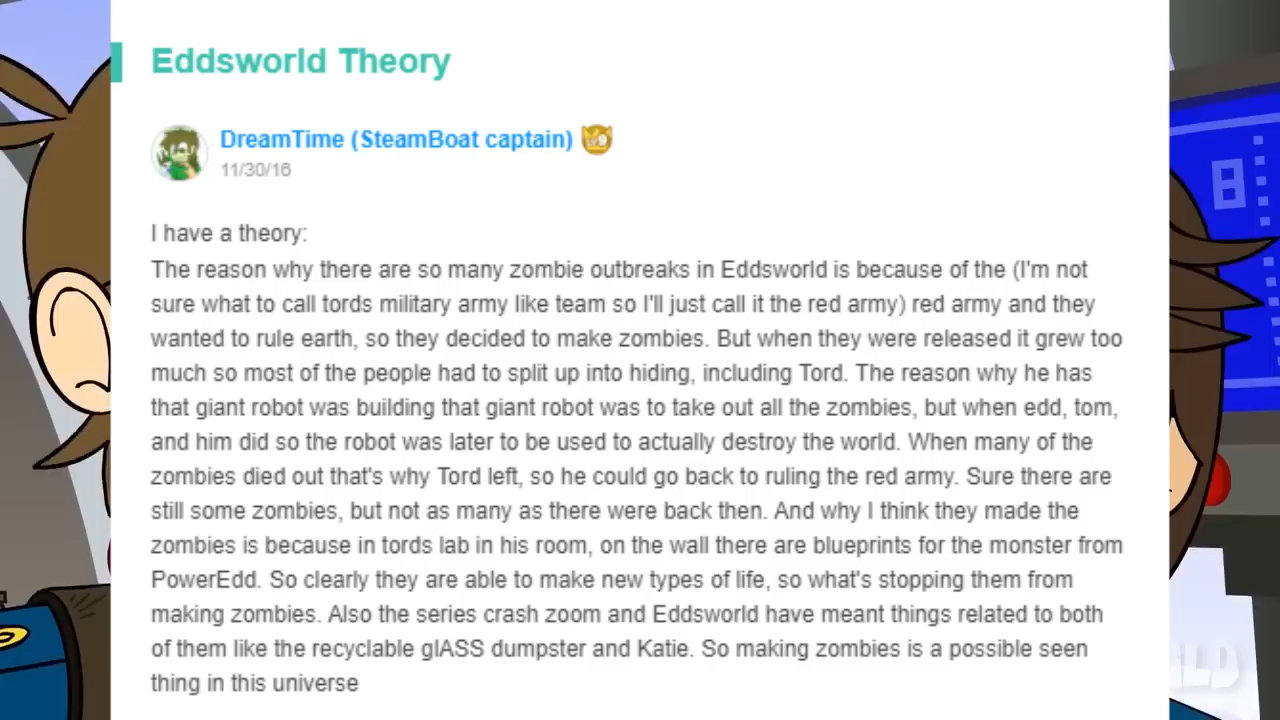 Eddsworld Theory
DreamTime (SteamBoat captain)
11/30/16
I have a theory:
The reason why there are so many zombie outbreaks in Eddsworld is because of the (I'm not
sure what to call tords military army like team so I'll just call it the red army) red army and they
wanted to rule earth, so they decided to make zombies. But when they were released it grew too
much so most of the people had to split up into hiding, including Tord. The reason why he has
that giant robot was building that giant robot was to take out all the zombies, but when edd, tom,
and him did so the robot was later to be used to actually destroy the world. When many of the
zombies died out that's why Tord left, so he could go back to ruling the red army. Sure there are
still some zombies, but not as many as there were back then. And why I think they made the
zombies is because in tords lab in his room, on the wall there are blueprints for the monster from
PowerEdd. So clearly they are able to make new types of life, so what's stopping them from
making zombies. Also the series crash zoom and Eddsworld have meant things related to both
of them like the recyclable glASS dumpster and Katie. So making zombies is a possible seen
thing in this universe
8
LD